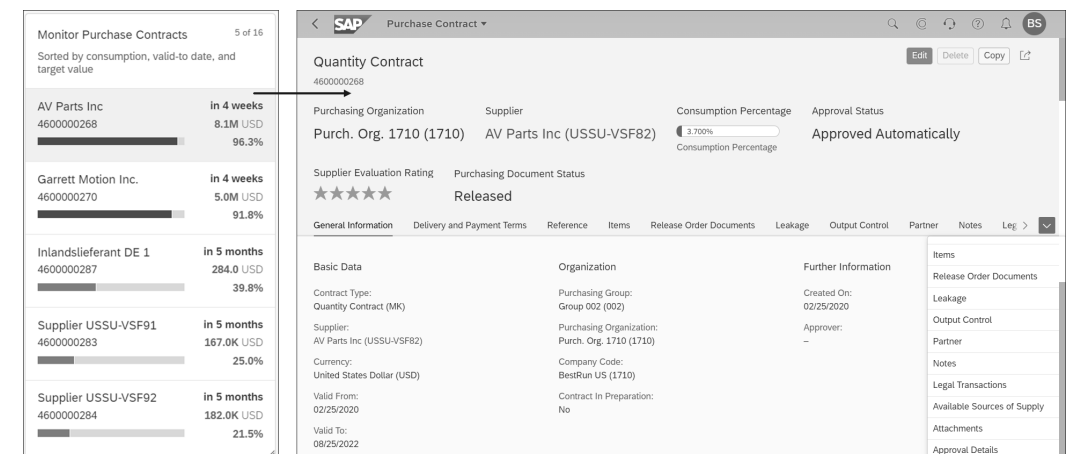 Monitor Purchase Contracts 5 of 16
Sorted by consumption, valid-to date, and
target value
AV Parts Inc in 4 weeks
4600000268 8.1M USD
96.3%
Garrett Motion Inc. in 4 weeks
4600000270 5.0M USD
91.8%
Inlandslieferant DE 1 in 5 months
4600000287 284.0 USD
39.8%
Supplier USSU-VSF91 in 5 months
4600000283 167.0K USD
25.0%
Supplier USSU-VSF92 in 5 months
4600000284 182.0K USD
21.5%
SAP Purchase Contract BS
Quantity Contract Edit Delete Copy
4600000268
Purchasing Organization Supplier Consumption Percentage Approval Status
Purch. Org. 1710 (1710) AV Parts Inc (USSU-VSF82) 3.700% Approved Automatically
Consumption Percentage
Supplier Evaluation Rating Purchasing Document Status
Released
General Information Delivery and Payment Terms Reference Items Release Order Documents Leakage Output Control Partner Notes Leg
Basic Data Organization Further Information
Contract Type: Purchasing Group: Created On:
Quantity Contract (MK) Group 002 (002) 02/25/2020
Supplier: Purchasing Organization: Approver:
AV Parts Inc (USSU-VSF82) Purch. Org. 1710 (1710) –
Currency: Company Code:
United States Dollar (USD) BestRun US (1710)
Valid From: Contract In Preparation:
02/25/2020 No
Valid To:
08/25/2022
Items
Release Order Documents
Leakage
Output Control
Partner
Notes
Legal Transactions
Available Sources of Supply
Attachments
Approval Details